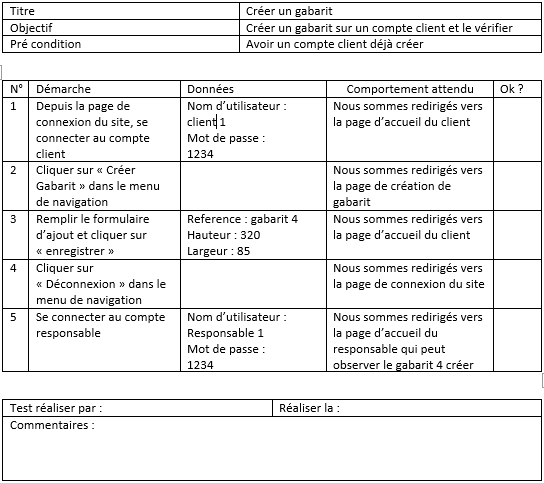 Titre
Créer un gabarit
Objectif
Créer un gabarit sur un compte client et le vérifier
Pré condition
Avoir un compte client déjà créer
N°
Démarche
Données
Comportement attendu
Ok ?
1
Depuis la page de
connexion du site, se
connecter au compte
client
Nom d'utilisateur :
client 1
Mot de passe :
1234
Nous sommes redirigés vers
la page d'accueil du client
2
Cliquer sur « Créer
Gabarit » dans le menu
de navigation
Nous sommes redirigés vers
la page de création de
gabarit
3
Remplir le formulaire
d'ajout et cliquer sur
« enregistrer »
Reference : gabarit 4
Hauteur : 320
Largeur : 85
Nous sommes redirigés vers
la page d'accueil du client
4
Cliquer sur
« Déconnexion » dans le
menu de navigation
Nous sommes redirigés vers
la page de connexion du site
5
Se connecter au compte
responsable
Nom d'utilisateur :
Responsable 1
Mot de passe :
1234
Nous sommes redirigés vers
la page d'accueil du
responsable qui peut
observer le gabarit 4 créer
Test réaliser par :
Réaliser la :
Commentaires :